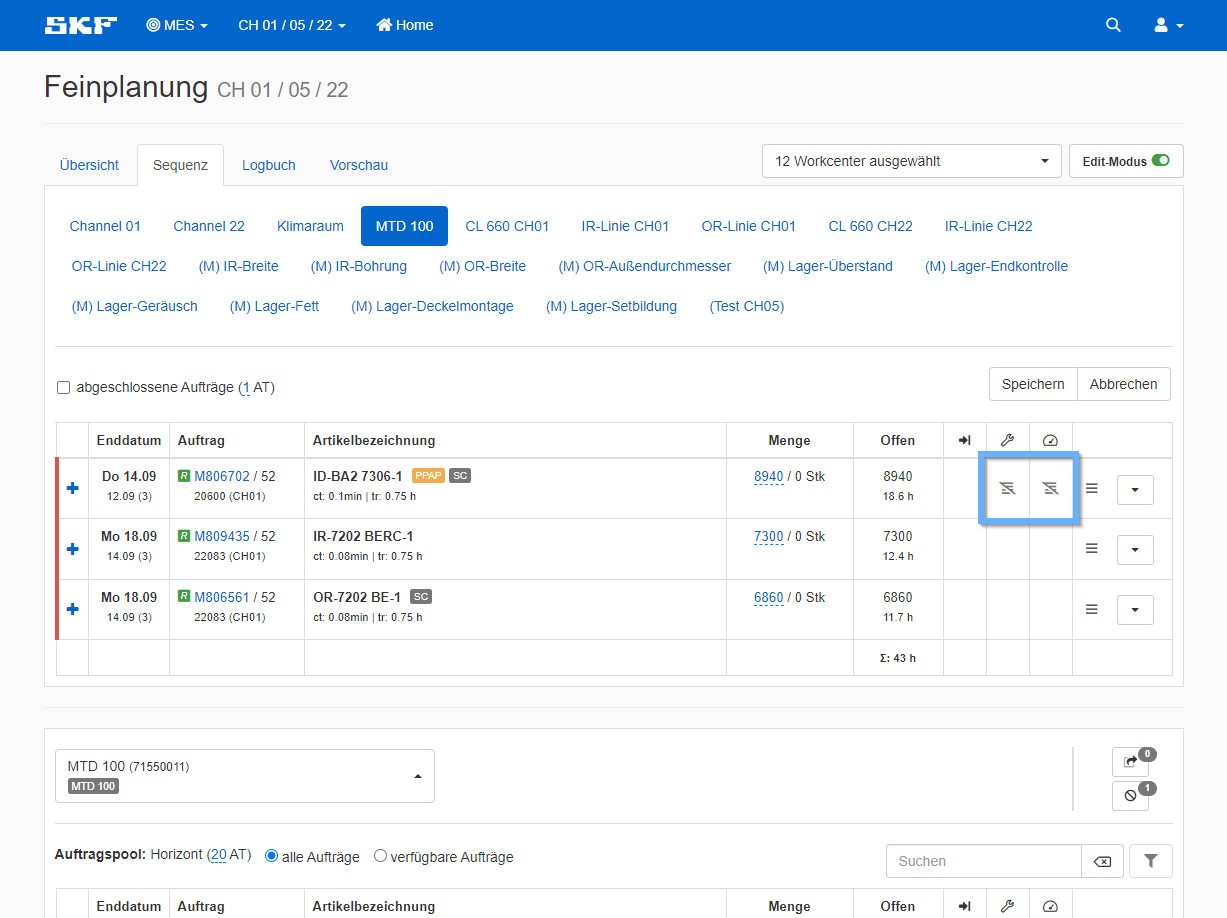 SKF MES CH 01 / 05 / 22 Home
Feinplanung CH 01 / 05 / 22
Übersicht Sequenz Logbuch Vorschau 12 Workcenter ausgewählt Edit-Modus
Channel 01 Channel 22 Klimaraum MTD 100 CL 660 CH01 IR-Linie CH01 OR-Linie CH01 CL 660 CH22 IR-Linie CH22
OR-Linie CH22 (M) IR-Breite (M) IR-Bohrung (M) OR-Breite (M) OR-Außendurchmesser (M) Lager-Überstand (M) Lager-Endkontrolle
(M) Lager-Geräusch (M) Lager-Fett (M) Lager-Deckelmontage (M) Lager-Setbildung (Test CH05)
abgeschlossene Aufträge (1 AT) Speichern Abbrechen
Enddatum Auftrag Artikelbezeichnung Menge Offen
Do 14.09 R M806702 / 52 ID-BA2 7306-1 PPAP SC 8940 / 0 Stk 8940
12.09 (3) 20600 (CH01) ct: 0.1min | tr: 0.75 h 18.6 h
Mo 18.09 R M809435 / 52 IR-7202 BERC-1 7300 / 0 Stk 7300
14.09 (3) 22083 (CH01) ct: 0.08min | tr: 0.75 h 12.4 h
Mo 18.09 R M806561 / 52 OR-7202 BE-1 SC 6860 / 0 Stk 6860
14.09 (3) 22083 (CH01) ct: 0.08min | tr: 0.75 h 11.7 h
Σ: 43 h
MTD 100 (71550011) 0
MTD 100 1
Auftragspool: Horizont (20 AT) alle Aufträge verfügbare Aufträge Suchen
Enddatum Auftrag Artikelbezeichnung Menge Offen